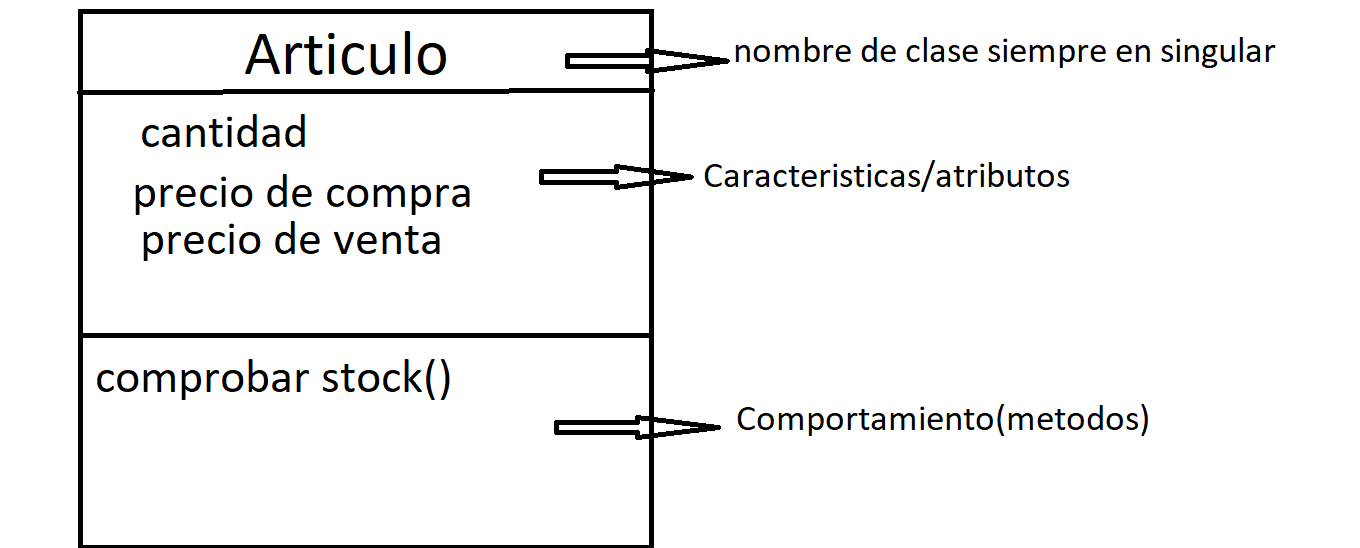 Articulo
nombre de clase siempre en singular
cantidad
precio de compra
precio de venta
Caracteristicas/atributos
comprobar stock()
Comportamiento(metodos)